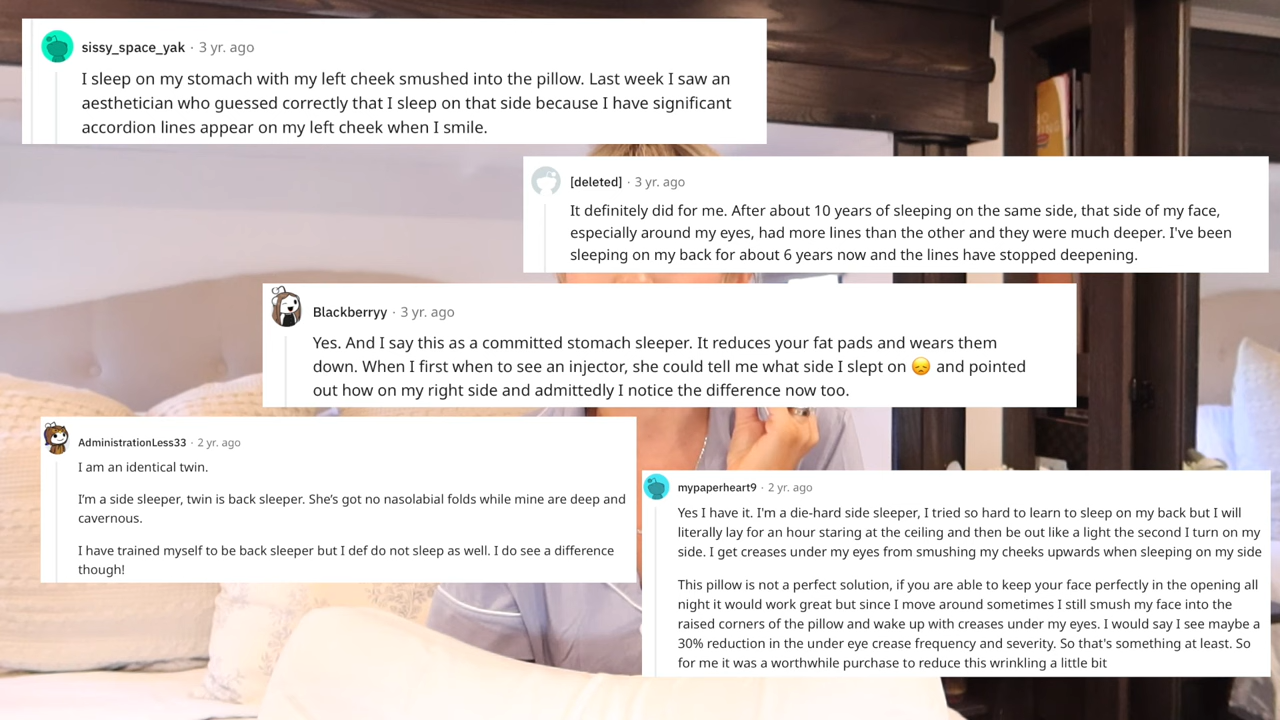 sissy_space_yak · 3 yr. ago
I sleep on my stomach with my left cheek smushed into the pillow. Last week I saw an
aesthetician who guessed correctly that I sleep on that side because I have significant
accordion lines appear on my left cheek when I smile.
[deleted] · 3 yr. ago
It definitely did for me. After about 10 years of sleeping on the same side, that side of my face,
especially around my eyes, had more lines than the other and they were much deeper. I've been
sleeping on my back for about 6 years now and the lines have stopped deepening.
Blackberryy · 3 yr. ago
Yes. And I say this as a committed stomach sleeper. It reduces your fat pads and wears them
down. When I first when to see an injector, she could tell me what side I slept on 😞 and pointed
out how on my right side and admittedly I notice the difference now too.
AdministrationLess33 · 2 yr. ago
I am an identical twin.
I'm a side sleeper, twin is back sleeper. She's got no nasolabial folds while mine are deep and
cavernous.
I have trained myself to be back sleeper but I def do not sleep as well. I do see a difference
though!
mypaperheart9 · 2 yr. ago
Yes I have it. I'm a die-hard side sleeper, I tried so hard to learn to sleep on my back but I will
literally lay for an hour staring at the ceiling and then be out like a light the second I turn on my
side. I get creases under my eyes from smushing my cheeks upwards when sleeping on my side
This pillow is not a perfect solution, if you are able to keep your face perfectly in the opening all
night it would work great but since I move around sometimes I still smush my face into the
raised corners of the pillow and wake up with creases under my eyes. I would say I see maybe a
30% reduction in the under eye crease frequency and severity. So that's something at least. So
for me it was a worthwhile purchase to reduce this wrinkling a little bit